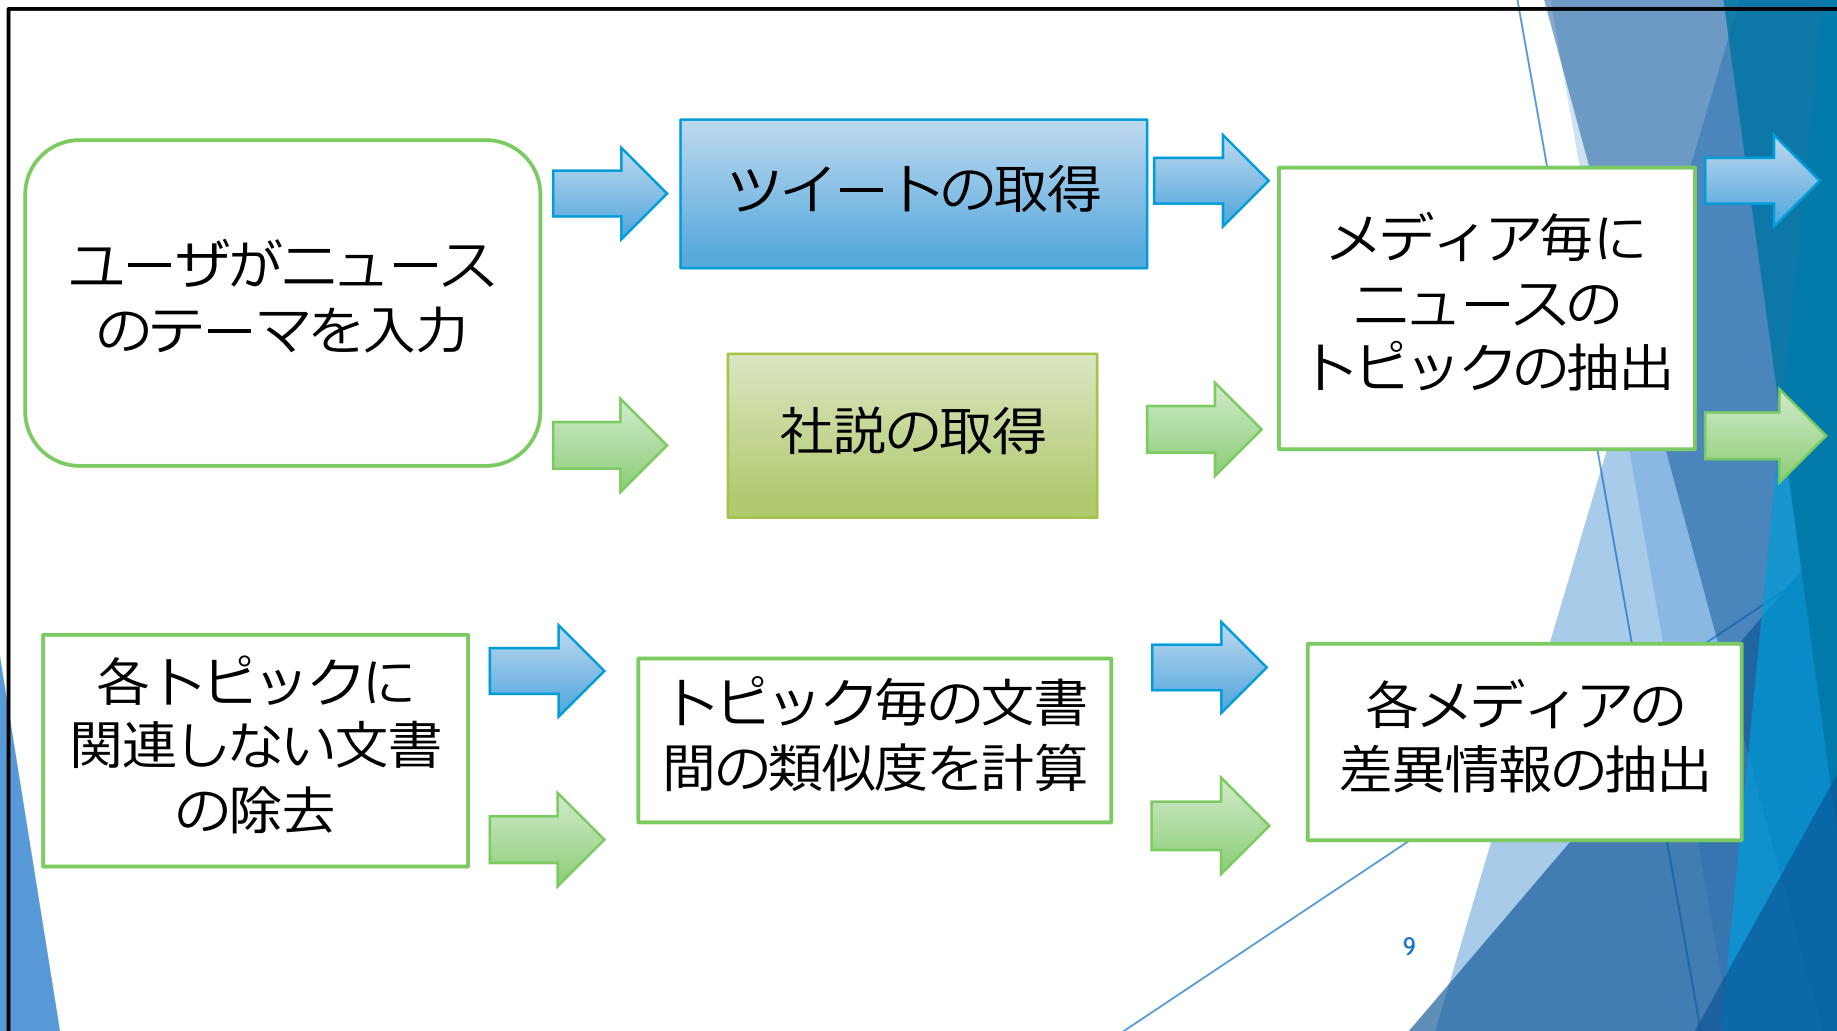 ユーザがニュース
のテーマを入力
ツイートの取得
社説の取得
メディア毎に
ニュースの
トピックの抽出
各トピックに
関連しない文書
の除去
トピック毎の文書
間の類似度を計算
各メディアの
差異情報の抽出
9